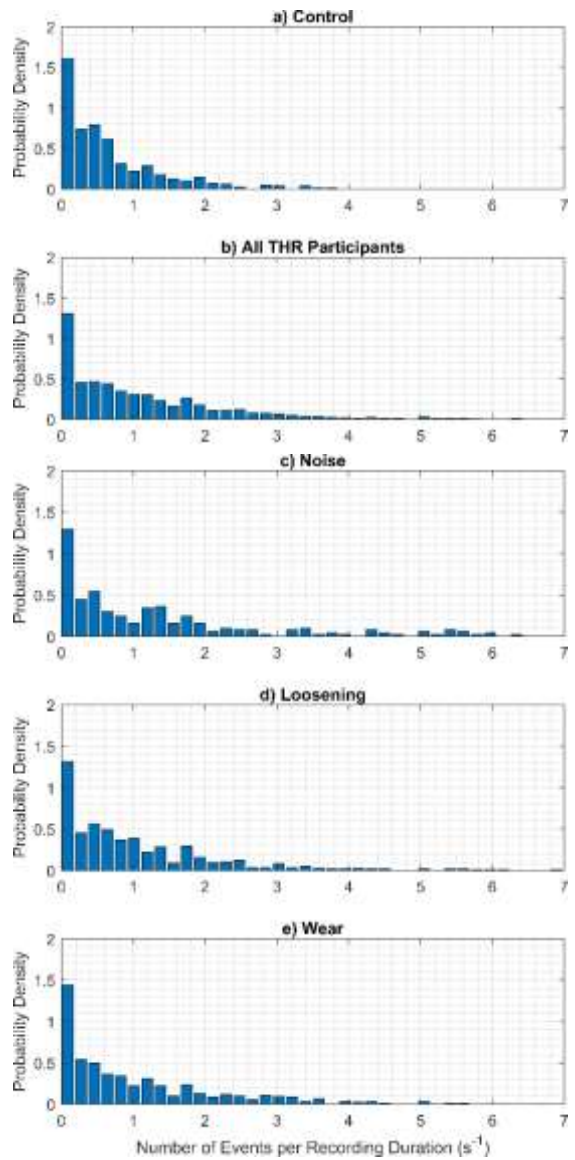 a) Control
2
1.5
1
0.5
0
Probability Density
0 1 2 3 4 5 6 7
b) All THR Participants
2
1.5
1
0.5
0
Probability Density
0 1 2 3 4 5 6 7
c) Noise
2
1.5
1
0.5
0
Probability Density
0 1 2 3 4 5 6 7
d) Loosening
2
1.5
1
0.5
0
Probability Density
0 1 2 3 4 5 6 7
e) Wear
2
1.5
1
0.5
0
Probability Density
0 1 2 3 4 5 6 7
Number of Events per Recording Duration (s⁻¹)